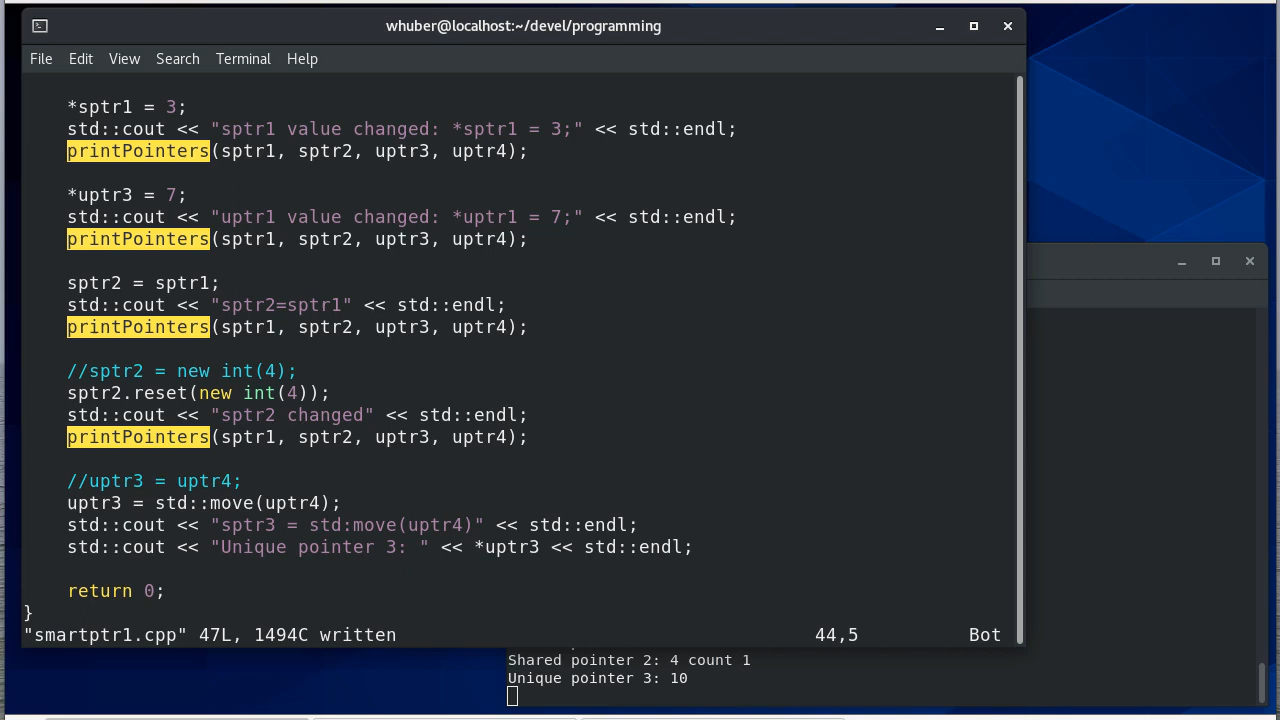 whuber@localhost:~/devel/programming
File Edit View Search Terminal Help
*sptr1 = 3;
std::cout << "sptr1 value changed: *sptr1 = 3;" << std::endl;
printPointers(sptr1, sptr2, uptr3, uptr4);
*uptr3 = 7;
std::cout << "uptr1 value changed: *uptr1 = 7;" << std::endl;
printPointers(sptr1, sptr2, uptr3, uptr4);
sptr2 = sptr1;
std::cout << "sptr2=sptr1" << std::endl;
printPointers(sptr1, sptr2, uptr3, uptr4);
//sptr2 = new int(4);
sptr2.reset(new int(4));
std::cout << "sptr2 changed" << std::endl;
printPointers(sptr1, sptr2, uptr3, uptr4);
//uptr3 = uptr4;
uptr3 = std::move(uptr4);
std::cout << "sptr3 = std:move(uptr4)" << std::endl;
std::cout << "Unique pointer 3: " << *uptr3 << std::endl;
return 0;
}
"smartptr1.cpp" 47L, 1494C written 44,5 Bot
Shared pointer 2: 4 count 1
Unique pointer 3: 10